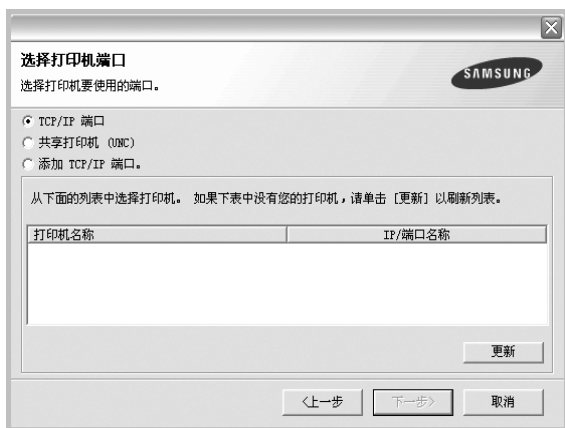 选择打印机端口
选择打印机要使用的端口。
SAMSUNG
TCP/IP 端口
共享打印机 (UNC)
添加 TCP/IP 端口。
从下面的列表中选择打印机。 如果下表中没有您的打印机，请单击 [更新] 以刷新列表。
打印机名称 IP/端口名称
更新
<上一步 下一步> 取消